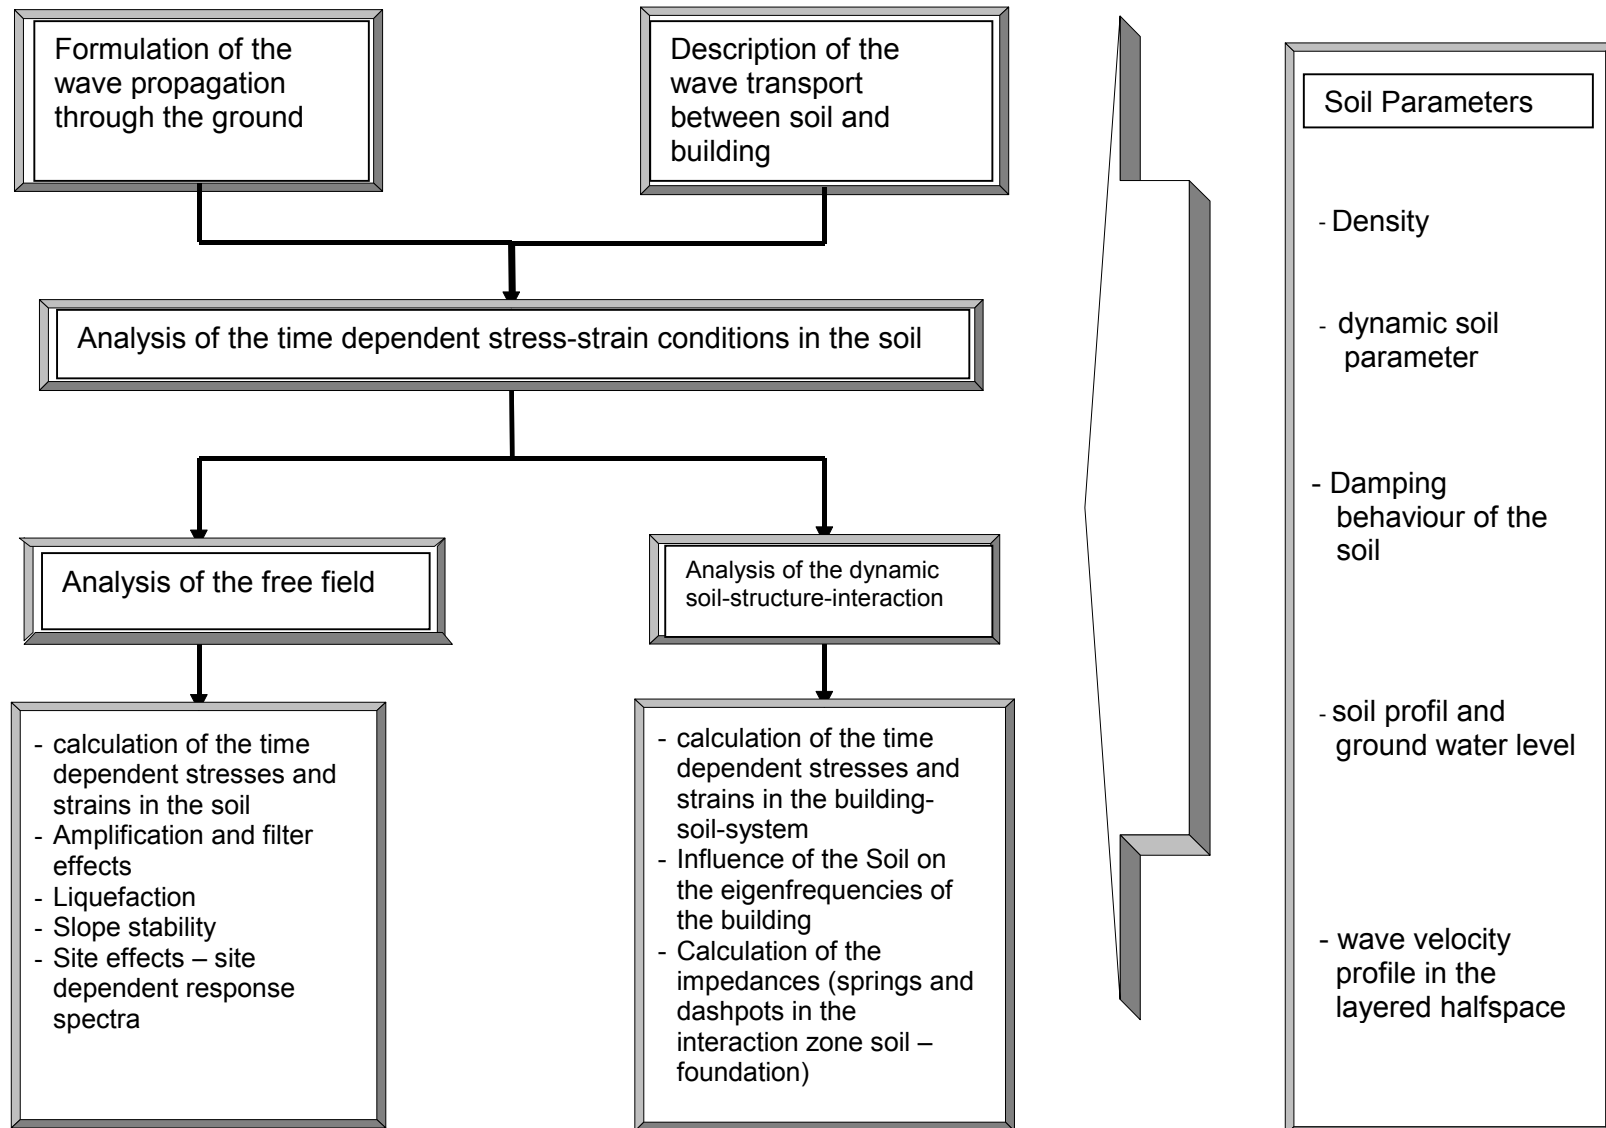 Formulation of the
wave propagation
through the ground
Description of the
wave transport
between soil and
building
Analysis of the time dependent stress-strain conditions in the soil
Analysis of the free field
Analysis of the dynamic
soil-structure-interaction
- calculation of the time
dependent stresses and
strains in the soil
- Amplification and filter
effects
- Liquefaction
- Slope stability
- Site effects – site
dependent response
spectra
- calculation of the time
dependent stresses and
strains in the building-
soil-system
- Influence of the Soil on
the eigenfrequencies of
the building
- Calculation of the
impedances (springs and
dashpots in the
interaction zone soil –
foundation)
Soil Parameters
- Density
- dynamic soil
parameter
- Damping
behaviour of the
soil
- soil profil and
ground water level
- wave velocity
profile in the
layered halfspace